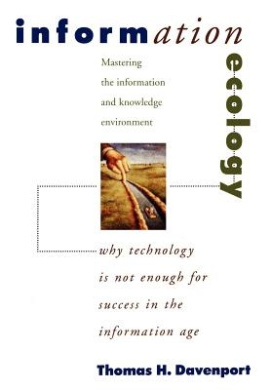 information
ecology
Mastering
the information
and knowledge
environment
why technology
is not enough for
success in the
information age
Thomas H. Davenport